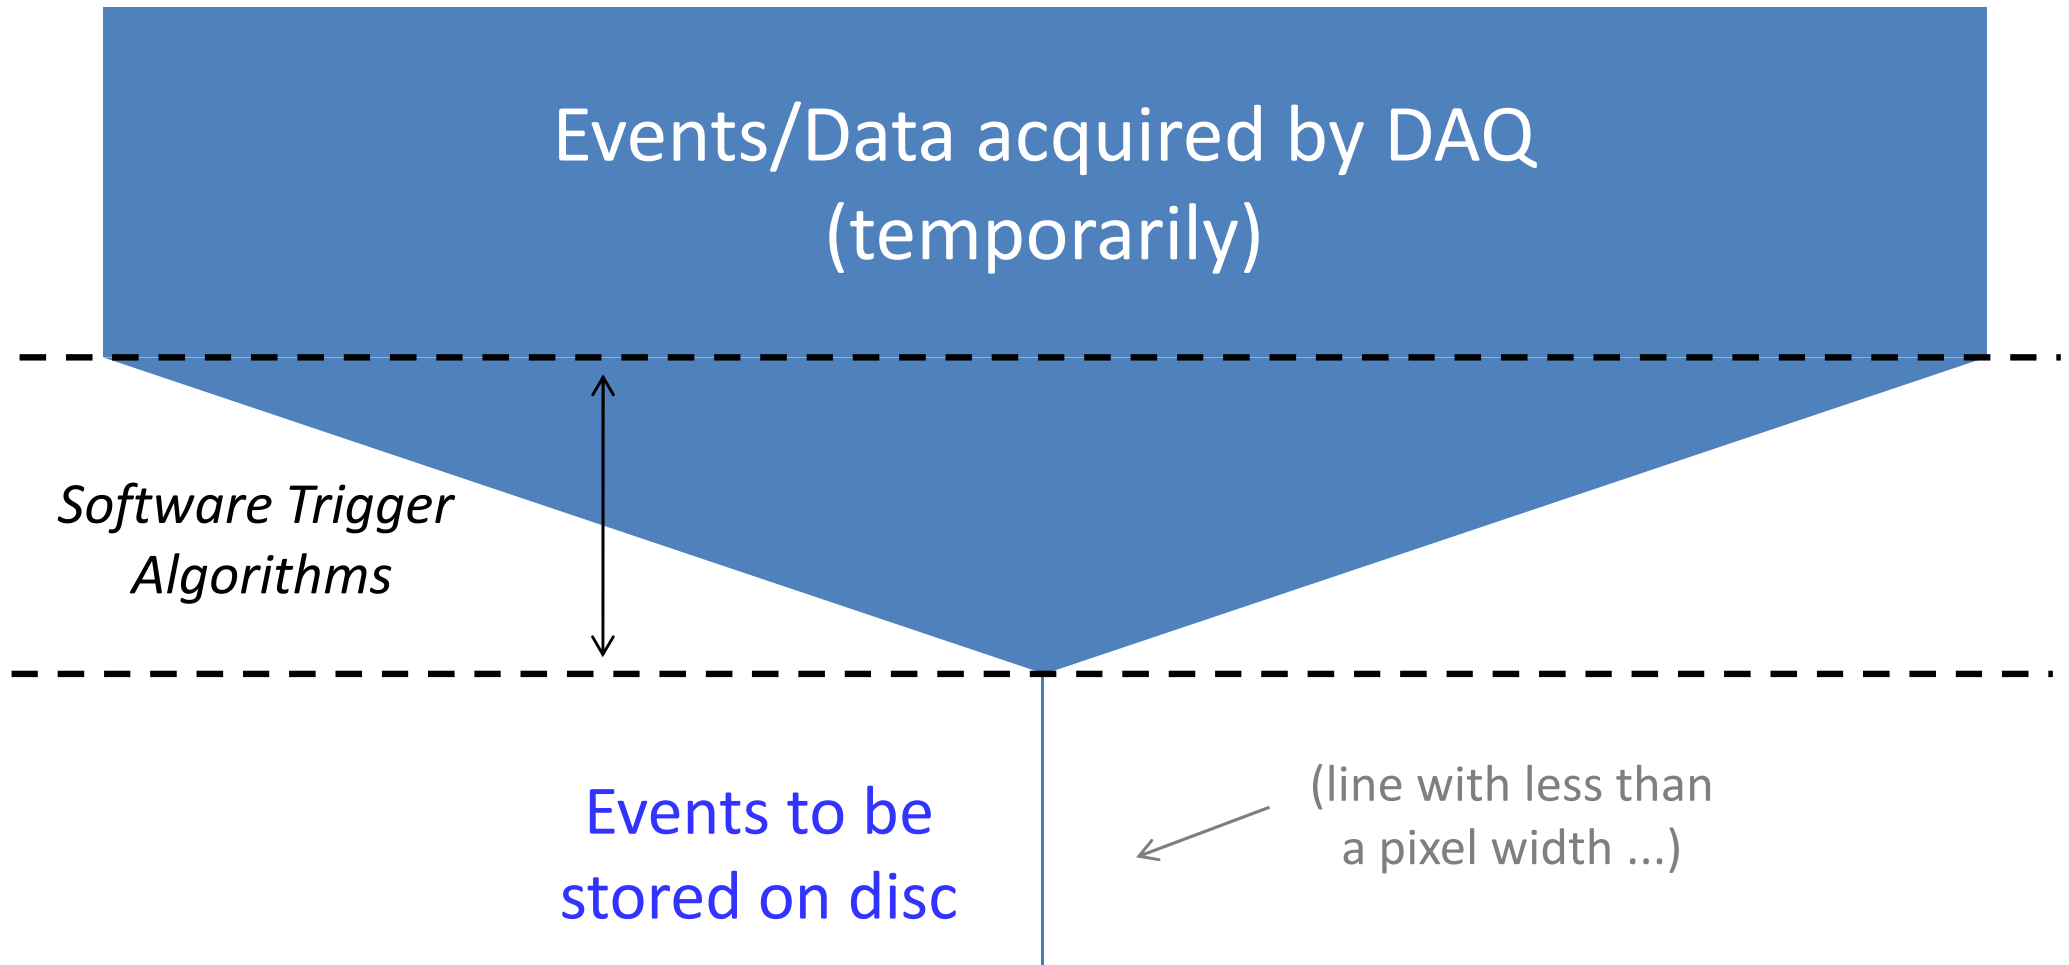 Events/Data acquired by DAQ
(temporarily)
Software Trigger
Algorithms
Events to be
stored on disc
(line with less than
a pixel width ...)